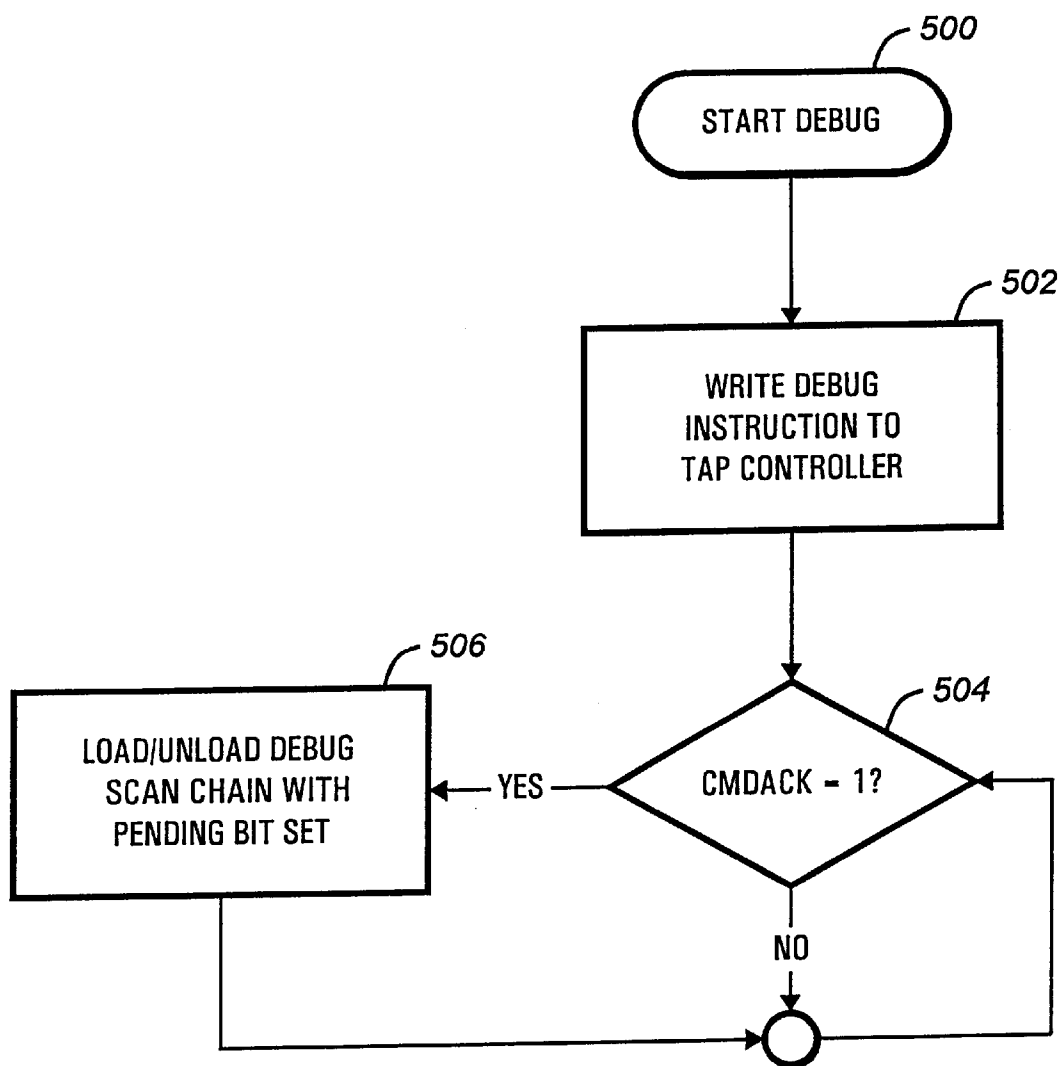 500
START DEBUG
502
WRITE DEBUG
INSTRUCTION TO
TAP CONTROLLER
504
CMDACK = 1?
YES
506
LOAD/UNLOAD DEBUG
SCAN CHAIN WITH
PENDING BIT SET
NO